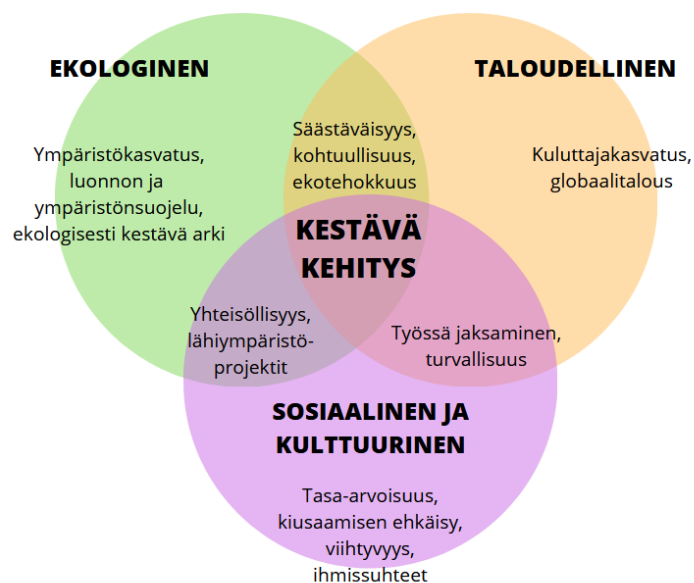 EKOLOGINEN
TALOUDELLINEN
Ympäristökasvatus,
luonnon ja
ympäristönsuojelu,
ekologisesti kestävä arki
Säästäväisyys,
kohtuullisuus,
ekotehokkuus
Kuluttajakasvatus,
globaalitalous
KESTÄVÄ
KEHITYS
Yhteisöllisyys,
lähiympäristö-
projektit
Työssä jaksaminen,
turvallisuus
SOSIAALINEN JA
KULTTUURINEN
Tasa-arvoisuus,
kiusaamisen ehkäisy,
viihtyvyys,
ihmissuhteet